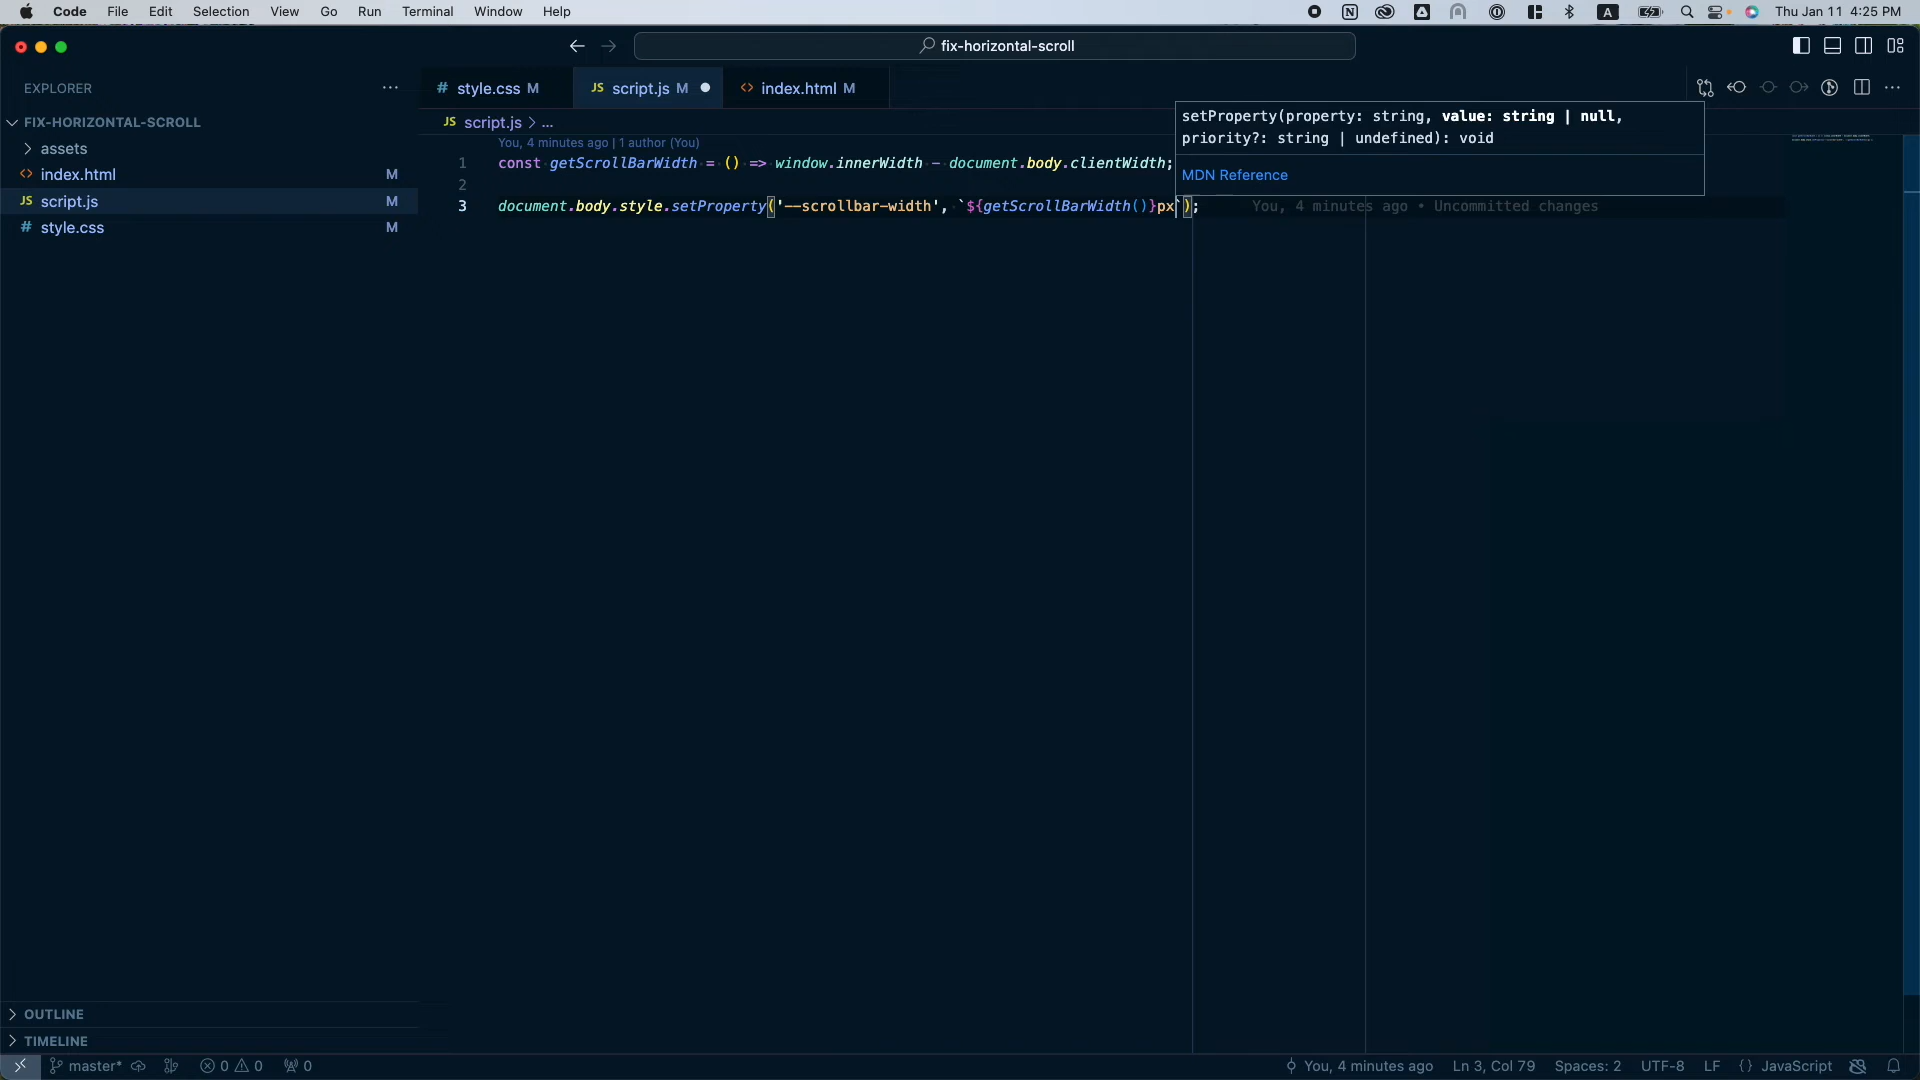 Code File Edit Selection View Go Run Terminal Window Help A Thu Jan 11 4:25 PM
fix-horizontal-scroll
EXPLORER ...
# style.css M JS script.js M <> index.html M
FIX-HORIZONTAL-SCROLL
JS script.js > ...
setProperty(property: string, value: string | null,
priority?: string | undefined): void
MDN Reference
assets
<> index.html M
JS script.js M
# style.css M
You, 4 minutes ago | 1 author (You)
1 const getScrollBarWidth = () => window.innerWidth - document.body.clientWidth;
2
3 document.body.style.setProperty('--scrollbar-width', `${getScrollBarWidth()}px`); You, 4 minutes ago • Uncommitted changes
OUTLINE
TIMELINE
master* 0 0 0 You, 4 minutes ago Ln 3, Col 79 Spaces: 2 UTF-8 LF {} JavaScript